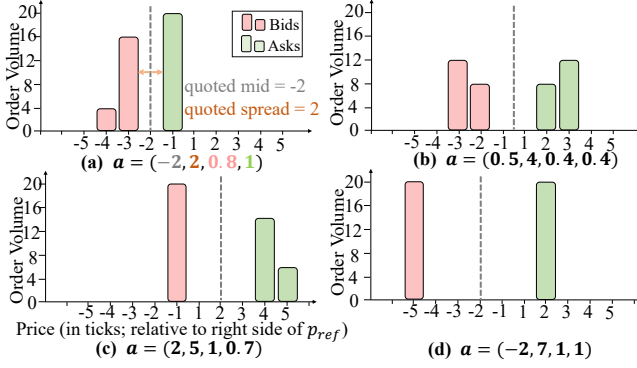 Order Volume
20
16
12
8
4
0
Bids
Asks
quoted mid = -2
quoted spread = 2
-5 -4 -3 -2 -1 1 2 3 4 5
(a) a = (−2, 2, 0.8, 1)
Order Volume
20
16
12
8
4
0
-5 -4 -3 -2 -1 1 2 3 4 5
(b) a = (0.5, 4, 0.4, 0.4)
Order Volume
20
16
12
8
4
0
-5 -4 -3 -2 -1 1 2 3 4 5
Price (in ticks; relative to right side of p_ref)
(c) a = (2, 5, 1, 0.7)
Order Volume
20
16
12
8
4
0
-5 -4 -3 -2 -1 1 2 3 4 5
(d) a = (−2, 7, 1, 1)